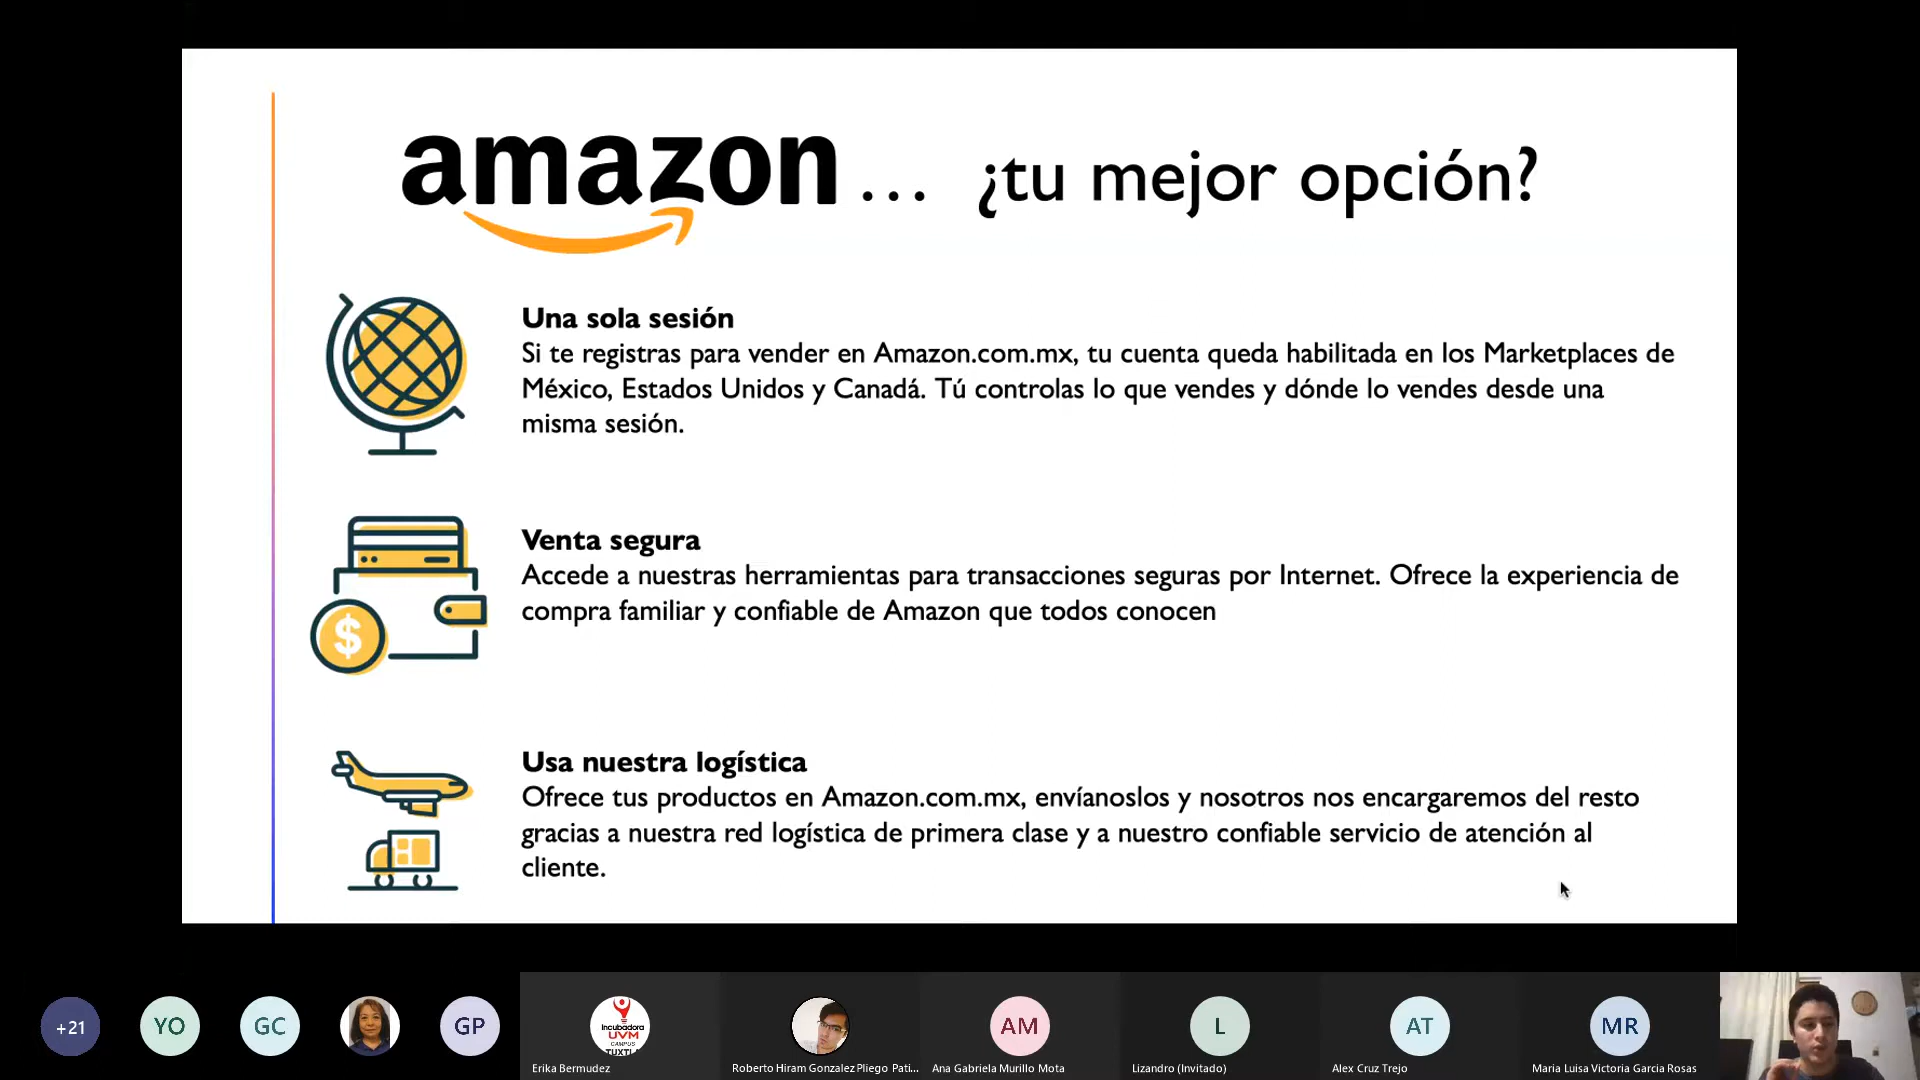 amazon... ¿tu mejor opción?
Una sola sesión
Si te registras para vender en Amazon.com.mx, tu cuenta queda habilitada en los Marketplaces de
México, Estados Unidos y Canadá. Tú controlas lo que vendes y dónde lo vendes desde una
misma sesión.
Venta segura
Accede a nuestras herramientas para transacciones seguras por Internet. Ofrece la experiencia de
compra familiar y confiable de Amazon que todos conocen
$
Usa nuestra logística
Ofrece tus productos en Amazon.com.mx, envíanoslos y nosotros nos encargaremos del resto
gracias a nuestra red logística de primera clase y a nuestro confiable servicio de atención al
cliente.
+21
YO
GC
GP
Incubadora
UVM
CAMPUS
TUXTL
AM
L
AT
MR
Erika Bermudez
Roberto Hiram Gonzalez Pliego Pati...
Ana Gabriela Murillo Mota
Lizandro (Invitado)
Alex Cruz Trejo
Maria Luisa Victoria Garcia Rosas